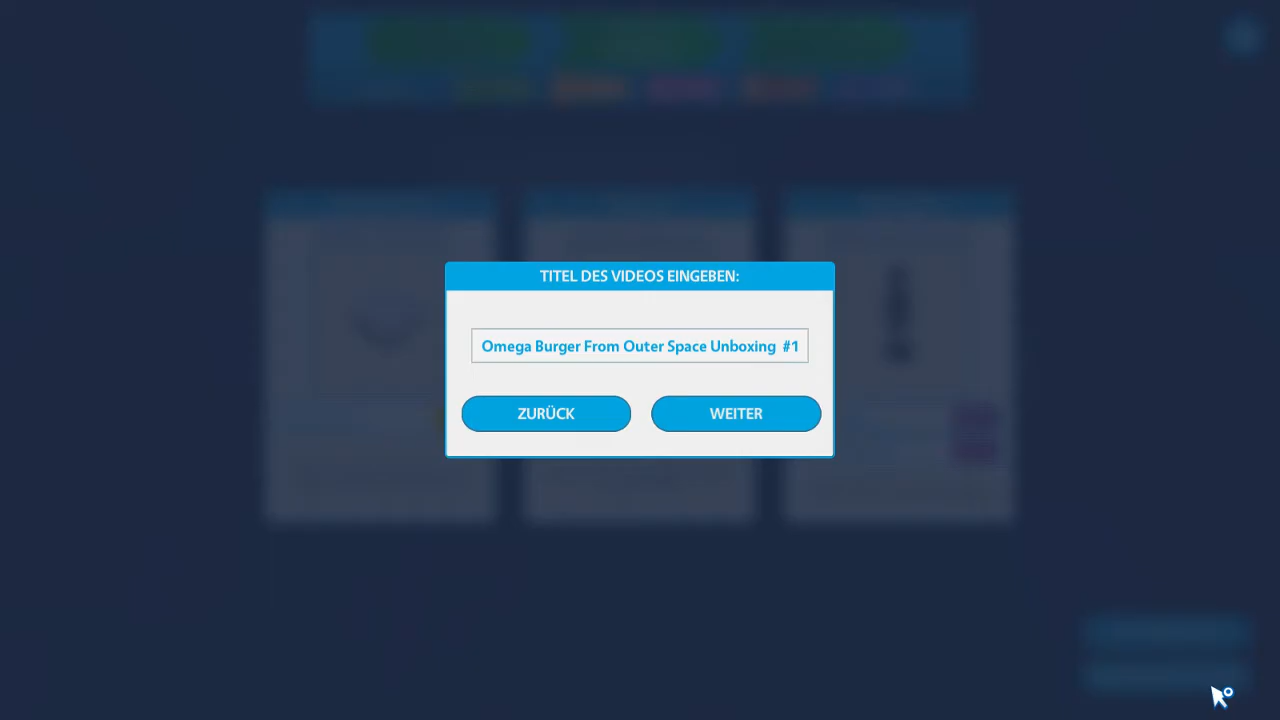 TITEL DES VIDEOS EINGEBEN:
Omega Burger From Outer Space Unboxing  #1
ZURÜCK
WEITER